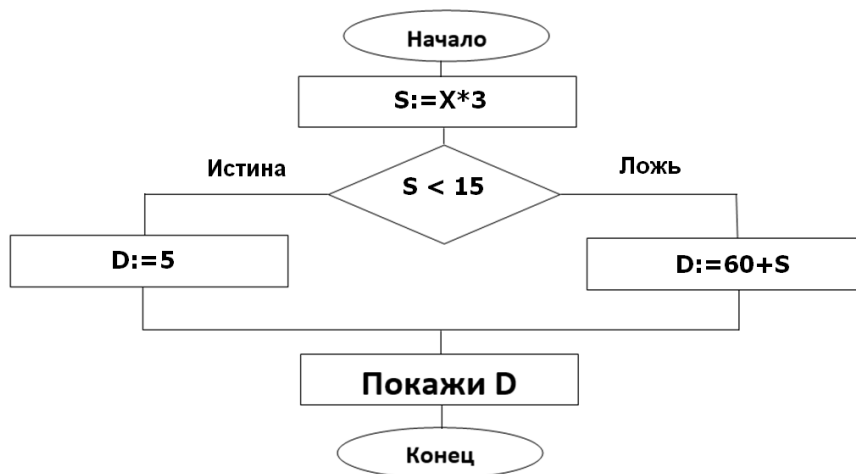 Начало
S:=X*3
Истина
S < 15
Ложь
D:=5
D:=60+S
Покажи D
Конец